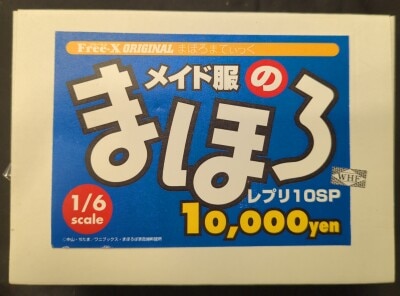 Free-X ORIGINAL まほろまてぃっく
メイド服の
まほろ
レプリ10SP
WHF
1/6
scale
10,000yen